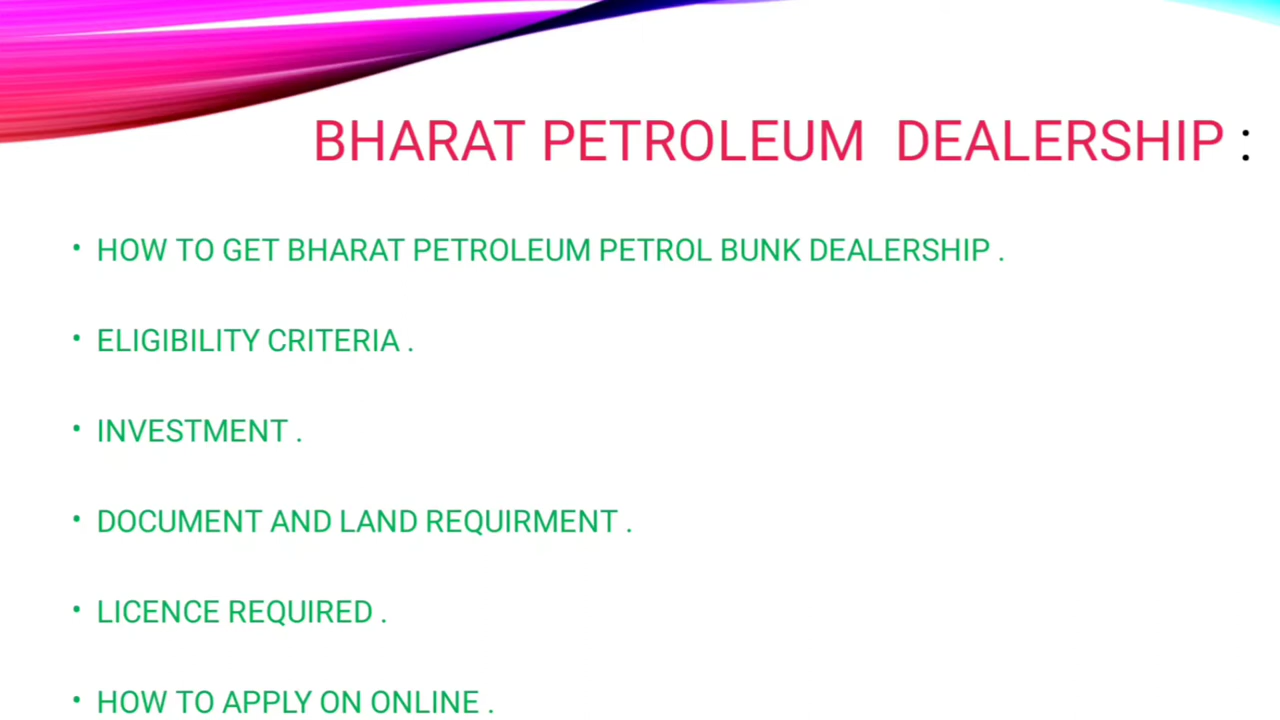 BHARAT PETROLEUM  DEALERSHIP :
• HOW TO GET BHARAT PETROLEUM PETROL BUNK DEALERSHIP .
• ELIGIBILITY CRITERIA .
• INVESTMENT .
• DOCUMENT AND LAND REQUIRMENT .
• LICENCE REQUIRED .
• HOW TO APPLY ON ONLINE .